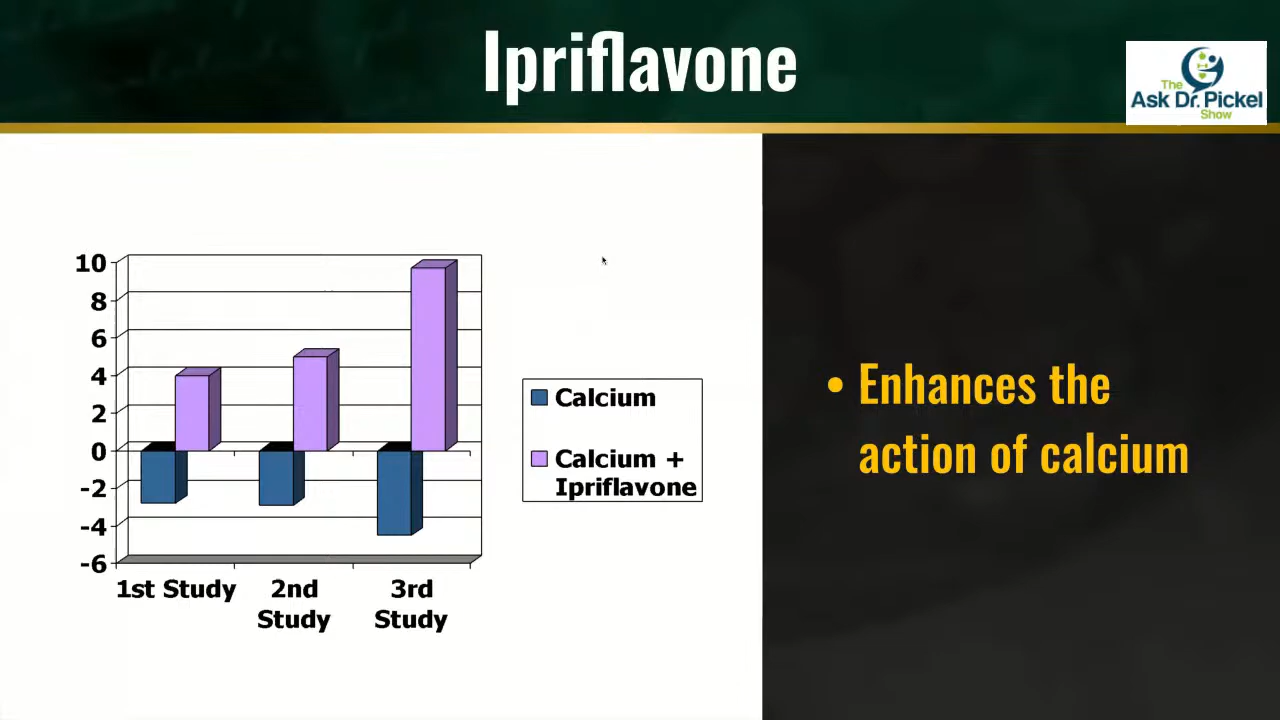 Ipriflavone
The
Ask Dr. Pickel
Show
10
8
6
4
2
0
-2
-4
-6
1st Study
2nd
Study
3rd
Study
Calcium
Calcium +
Ipriflavone
• Enhances the
action of calcium